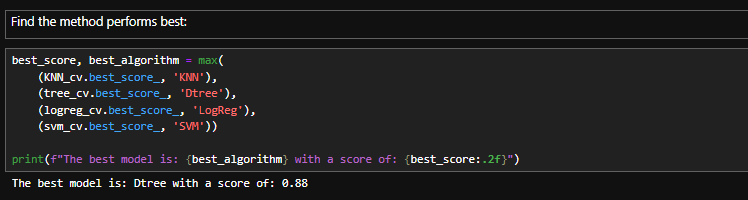 Find the method performs best:
best_score, best_algorithm = max(
    (KNN_cv.best_score_, 'KNN'),
    (tree_cv.best_score_, 'Dtree'),
    (logreg_cv.best_score_, 'LogReg'),
    (svm_cv.best_score_, 'SVM'))
print(f"The best model is: {best_algorithm} with a score of: {best_score:.2f}")
The best model is: Dtree with a score of: 0.88